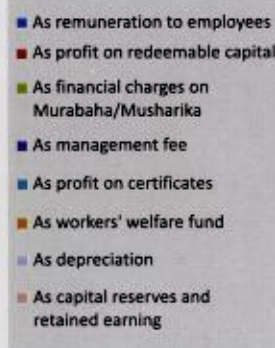 As remuneration to employees
As profit on redeemable capital
As financial charges on
Murabaha/Musharika
As management fee
As profit on certificates
As workers' welfare fund
As depreciation
As capital reserves and
retained earning